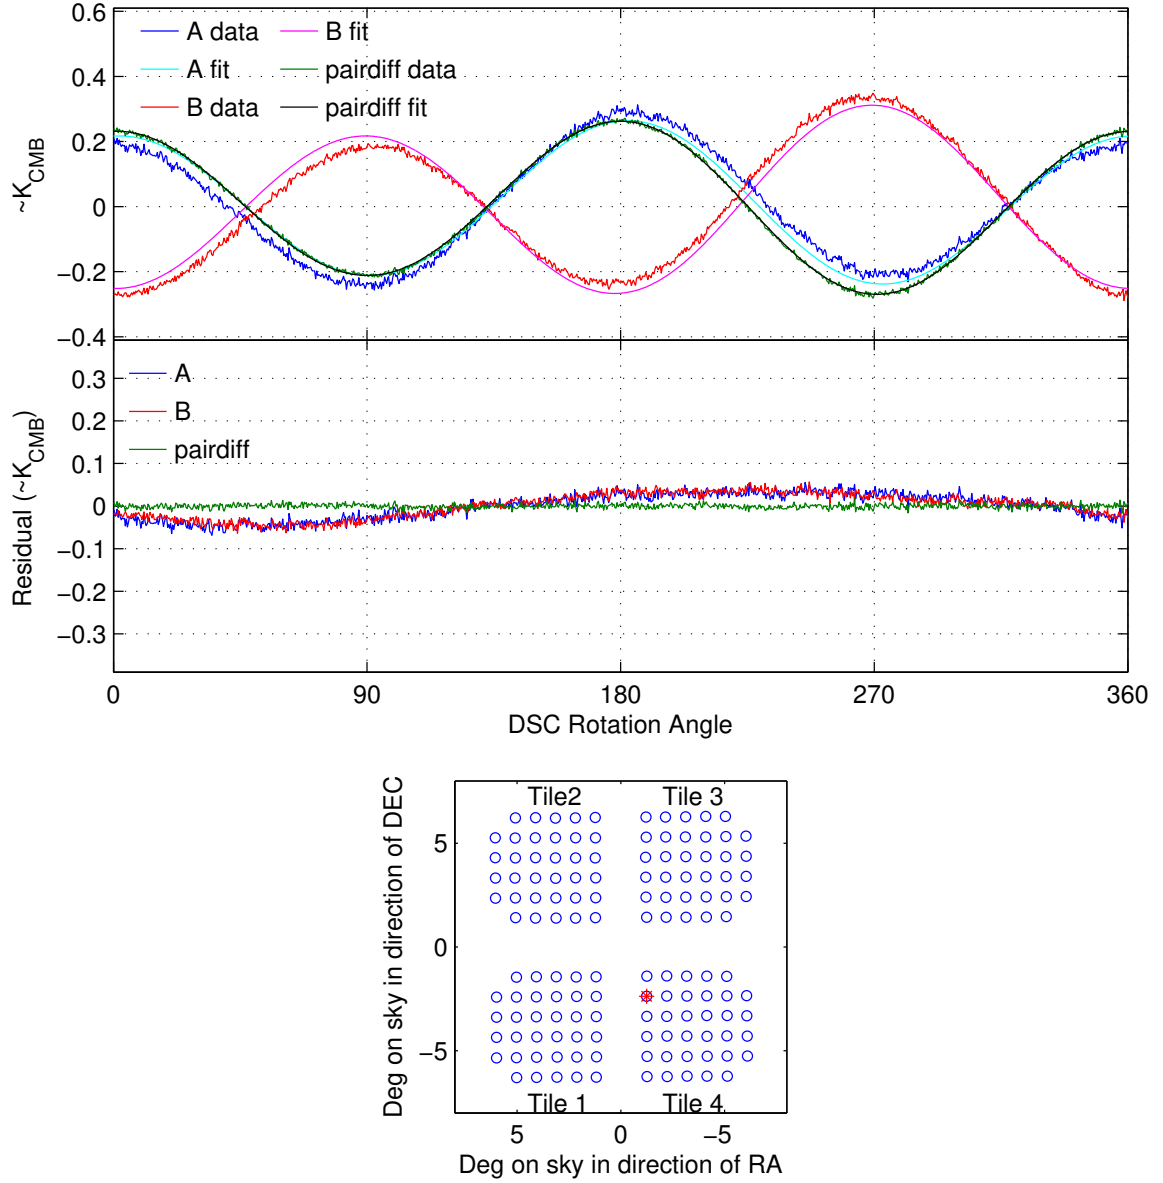 0.6
0.4
0.2
0
−0.2
−0.4
~K_CMB
A data
B fit
A fit
pairdiff data
B data
pairdiff fit
0.3
0.2
0.1
0
−0.1
−0.2
−0.3
Residual (~K_CMB)
A
B
pairdiff
0 90 180 270 360
DSC Rotation Angle
Tile2 Tile 3
5
0
−5
Deg on sky in direction of DEC
Tile 1 Tile 4
5 0 −5
Deg on sky in direction of RA